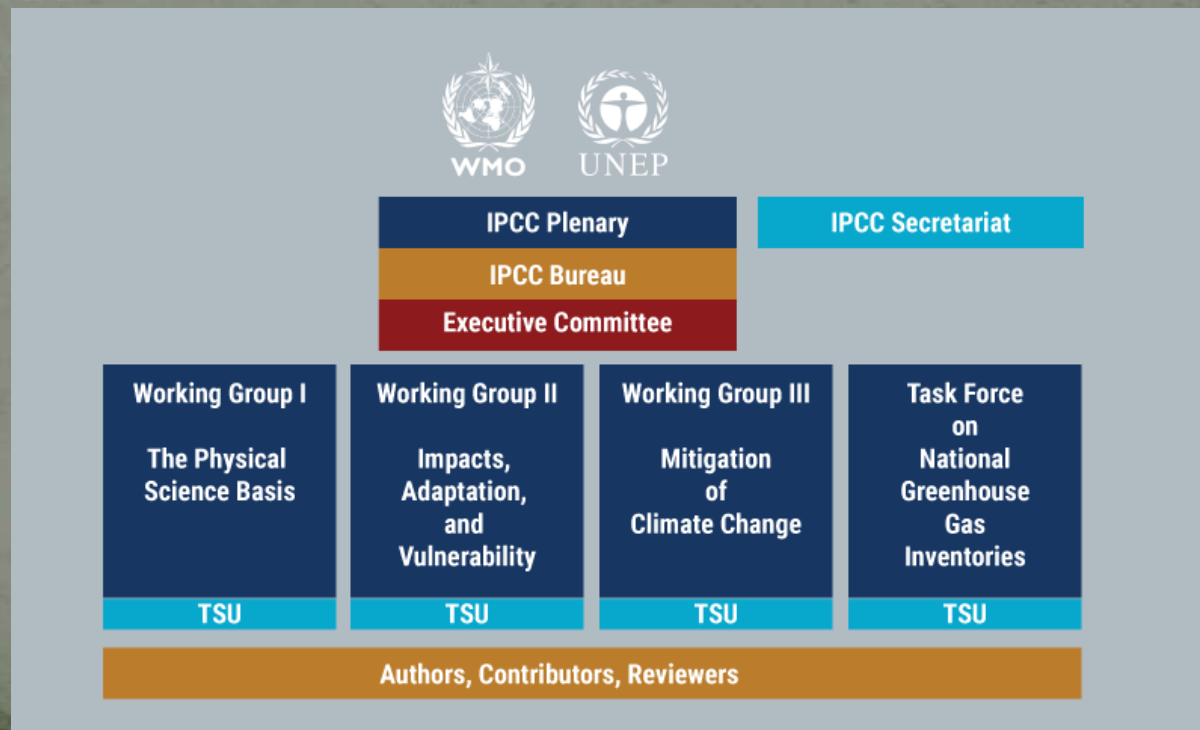 WMO
UNEP
IPCC Plenary
IPCC Secretariat
IPCC Bureau
Executive Committee
Working Group I
The Physical
Science Basis
TSU
Working Group II
Impacts,
Adaptation,
and
Vulnerability
TSU
Working Group III
Mitigation
of
Climate Change
TSU
Task Force
on
National
Greenhouse
Gas
Inventories
TSU
Authors, Contributors, Reviewers